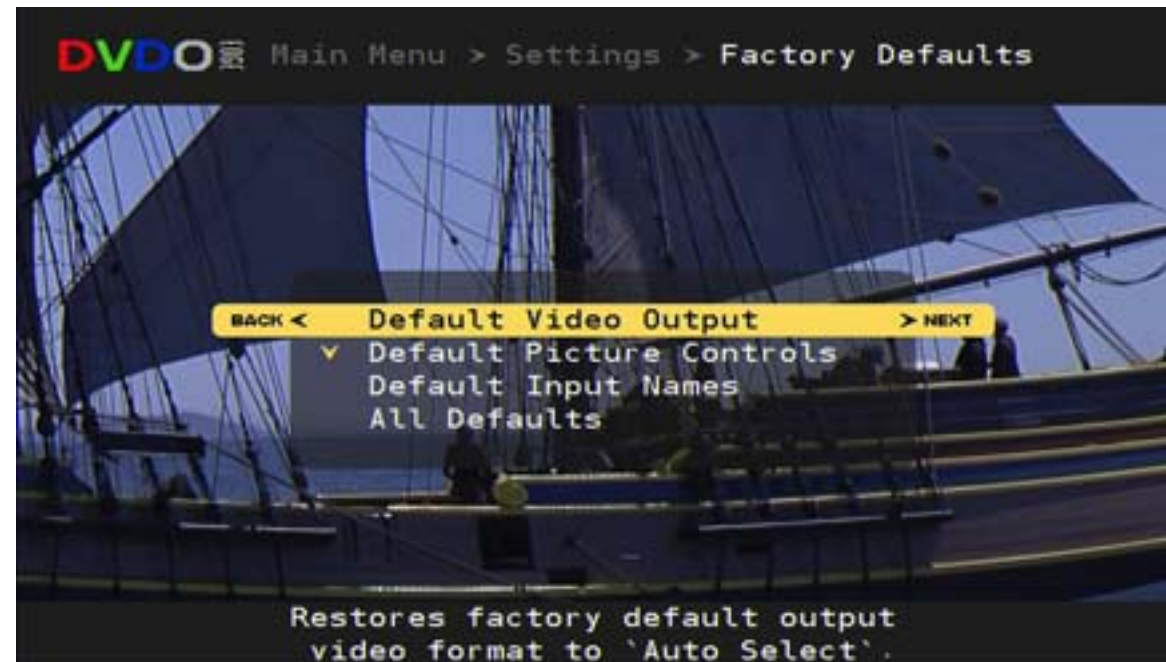 DVDO Main Menu > Settings > Factory Defaults
BACK < Default Video Output > NEXT
Default Picture Controls
Default Input Names
All Defaults
Restores factory default output
video format to `Auto Select`.